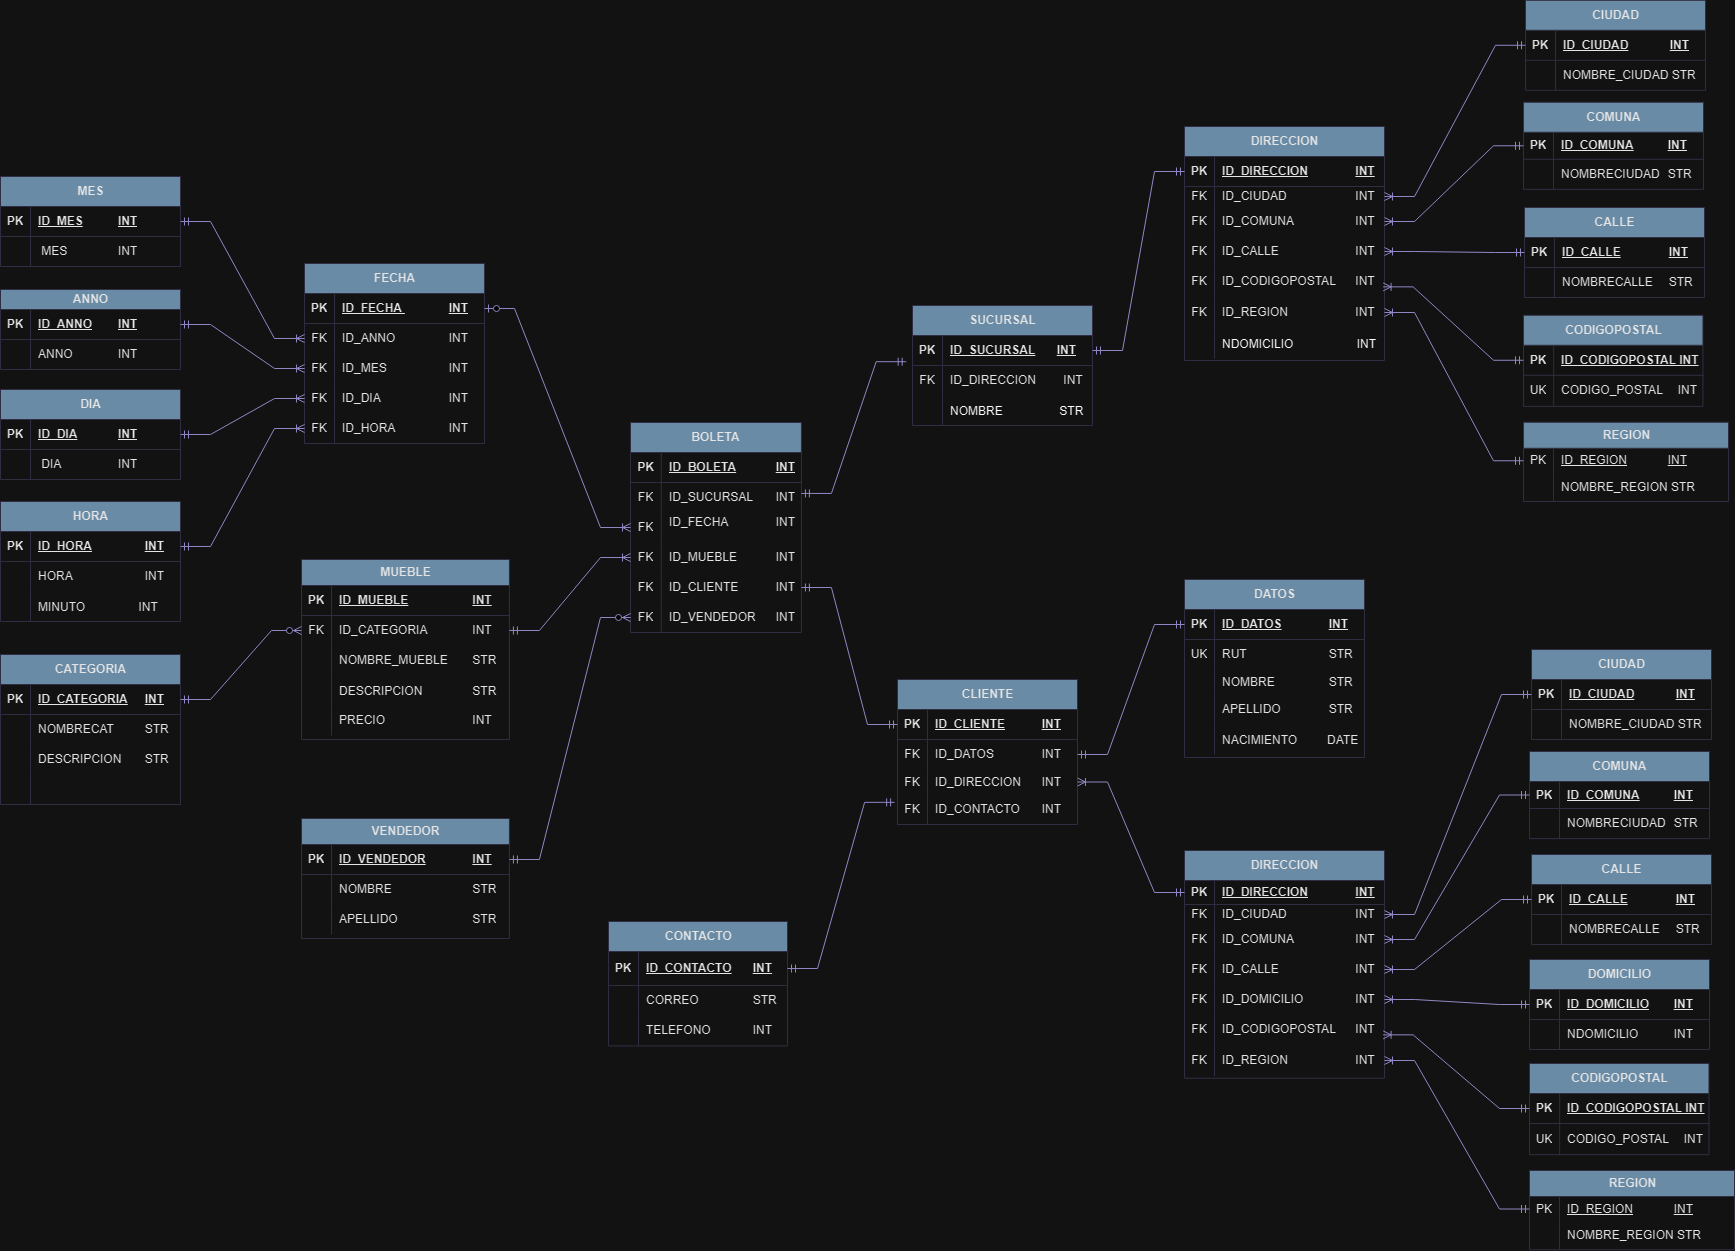 MES
PK ID_MES INT
MES INT
ANNO
PK ID_ANNO INT
ANNO INT
DIA
PK ID_DIA INT
DIA INT
HORA
PK ID_HORA INT
HORA INT
MINUTO INT
CATEGORIA
PK ID_CATEGORIA INT
NOMBRECAT STR
DESCRIPCION STR
FECHA
PK ID_FECHA INT
FK ID_ANNO INT
FK ID_MES INT
FK ID_DIA INT
FK ID_HORA INT
MUEBLE
PK ID_MUEBLE INT
FK ID_CATEGORIA INT
NOMBRE_MUEBLE STR
DESCRIPCION STR
PRECIO INT
VENDEDOR
PK ID_VENDEDOR INT
NOMBRE STR
APELLIDO STR
BOLETA
PK ID_BOLETA INT
FK ID_SUCURSAL INT
FK ID_FECHA INT
FK ID_MUEBLE INT
FK ID_CLIENTE INT
FK ID_VENDEDOR INT
CONTACTO
PK ID_CONTACTO INT
CORREO STR
TELEFONO INT
SUCURSAL
PK ID_SUCURSAL INT
FK ID_DIRECCION INT
NOMBRE STR
CLIENTE
PK ID_CLIENTE INT
FK ID_DATOS INT
FK ID_DIRECCION INT
FK ID_CONTACTO INT
DIRECCION
PK ID_DIRECCION INT
FK ID_CIUDAD INT
FK ID_COMUNA INT
FK ID_CALLE INT
FK ID_CODIGOPOSTAL INT
FK ID_REGION INT
NDOMICILIO INT
DATOS
PK ID_DATOS INT
UK RUT STR
NOMBRE STR
APELLIDO STR
NACIMIENTO DATE
DIRECCION
PK ID_DIRECCION INT
FK ID_CIUDAD INT
FK ID_COMUNA INT
FK ID_CALLE INT
FK ID_DOMICILIO INT
FK ID_CODIGOPOSTAL INT
FK ID_REGION INT
CIUDAD
PK ID_CIUDAD INT
NOMBRE_CIUDAD STR
COMUNA
PK ID_COMUNA INT
NOMBRECIUDAD STR
CALLE
PK ID_CALLE INT
NOMBRECALLE STR
CODIGOPOSTAL
PK ID_CODIGOPOSTAL INT
UK CODIGO_POSTAL INT
REGION
PK ID_REGION INT
NOMBRE_REGION STR
CIUDAD
PK ID_CIUDAD INT
NOMBRE_CIUDAD STR
COMUNA
PK ID_COMUNA INT
NOMBRECIUDAD STR
CALLE
PK ID_CALLE INT
NOMBRECALLE STR
DOMICILIO
PK ID_DOMICILIO INT
NDOMICILIO INT
CODIGOPOSTAL
PK ID_CODIGOPOSTAL INT
UK CODIGO_POSTAL INT
REGION
PK ID_REGION INT
NOMBRE_REGION STR